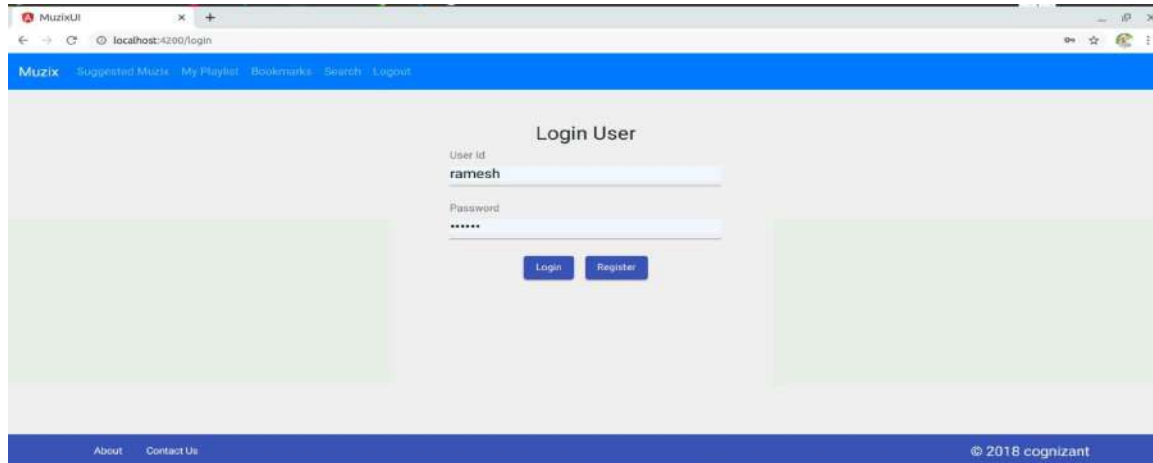 MuzixUI
localhost:4200/login
Muzix Suggested Muzix My Playlist Bookmarks Search Logout
Login User
User Id
ramesh
Password
••••••
Login Register
About Contact Us © 2018 cognizant